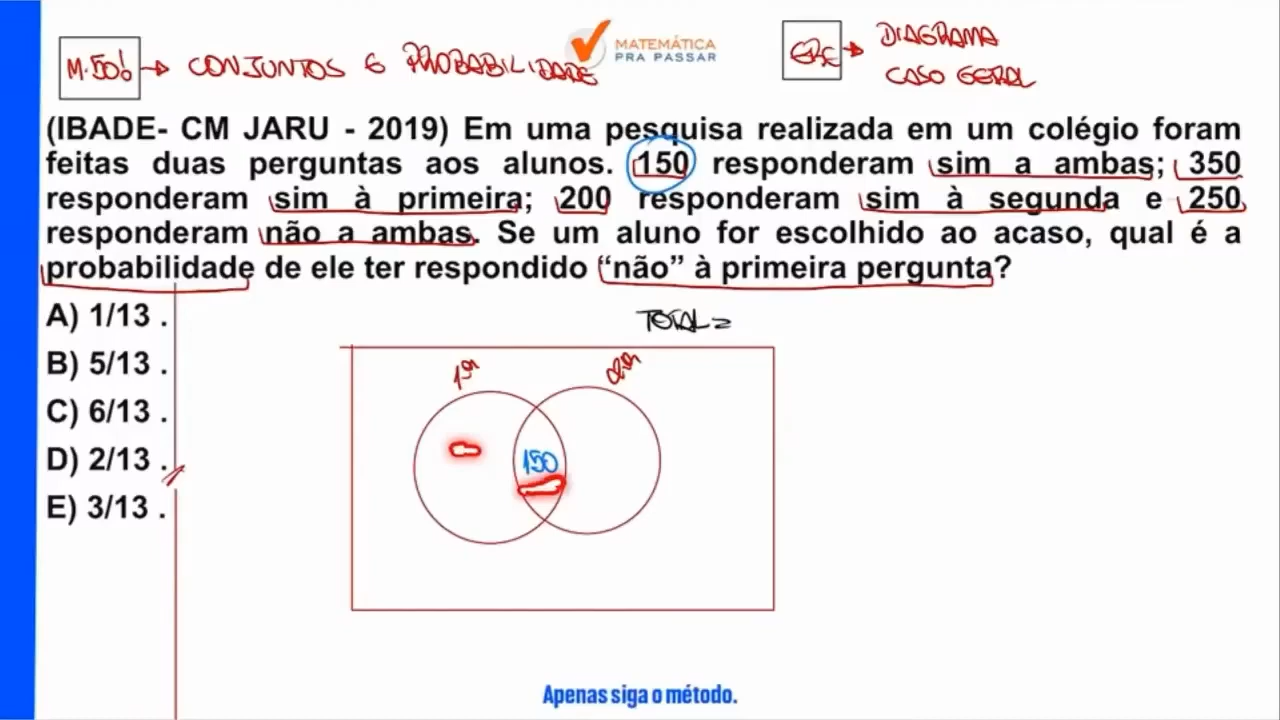 M.50! → CONJUNTOS E PROBABILIDADE
MATEMÁTICA
PRA PASSAR
DIAGRAMA
CASO GERAL
(IBADE- CM JARU - 2019) Em uma pesquisa realizada em um colégio foram
feitas duas perguntas aos alunos. 150 responderam sim a ambas; 350
responderam sim à primeira; 200 responderam sim à segunda e 250
responderam não a ambas. Se um aluno for escolhido ao acaso, qual é a
probabilidade de ele ter respondido “não” à primeira pergunta?
A) 1/13 .
B) 5/13 .
C) 6/13 .
D) 2/13 .
E) 3/13 .
TOTAL =
1ª
2ª
150
Apenas siga o método.